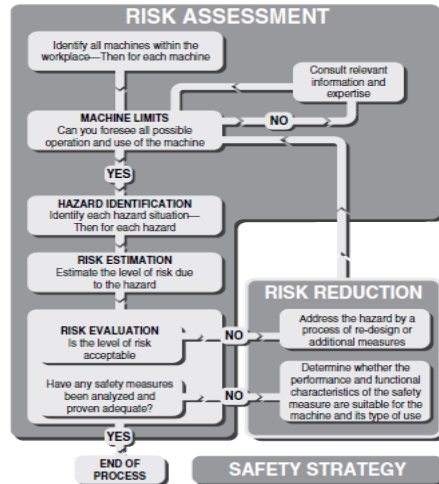 RISK ASSESSMENT
Identify all machines within the
workplace—Then for each machine
Consult relevant
information and
expertise
MACHINE LIMITS
Can you foresee all possible
operation and use of the machine
NO
YES
HAZARD IDENTIFICATION
Identify each hazard situation—
Then for each hazard
RISK ESTIMATION
Estimate the level of risk due
to the hazard
RISK EVALUATION
Is the level of risk
acceptable
NO
RISK REDUCTION
Address the hazard by a
process of re-design or
additional measures
Have any safety measures
been analyzed and
proven adequate?
NO
Determine whether the
performance and functional
characteristics of the safety
measure are suitable for the
machine and its type of use
YES
END OF
PROCESS
SAFETY STRATEGY